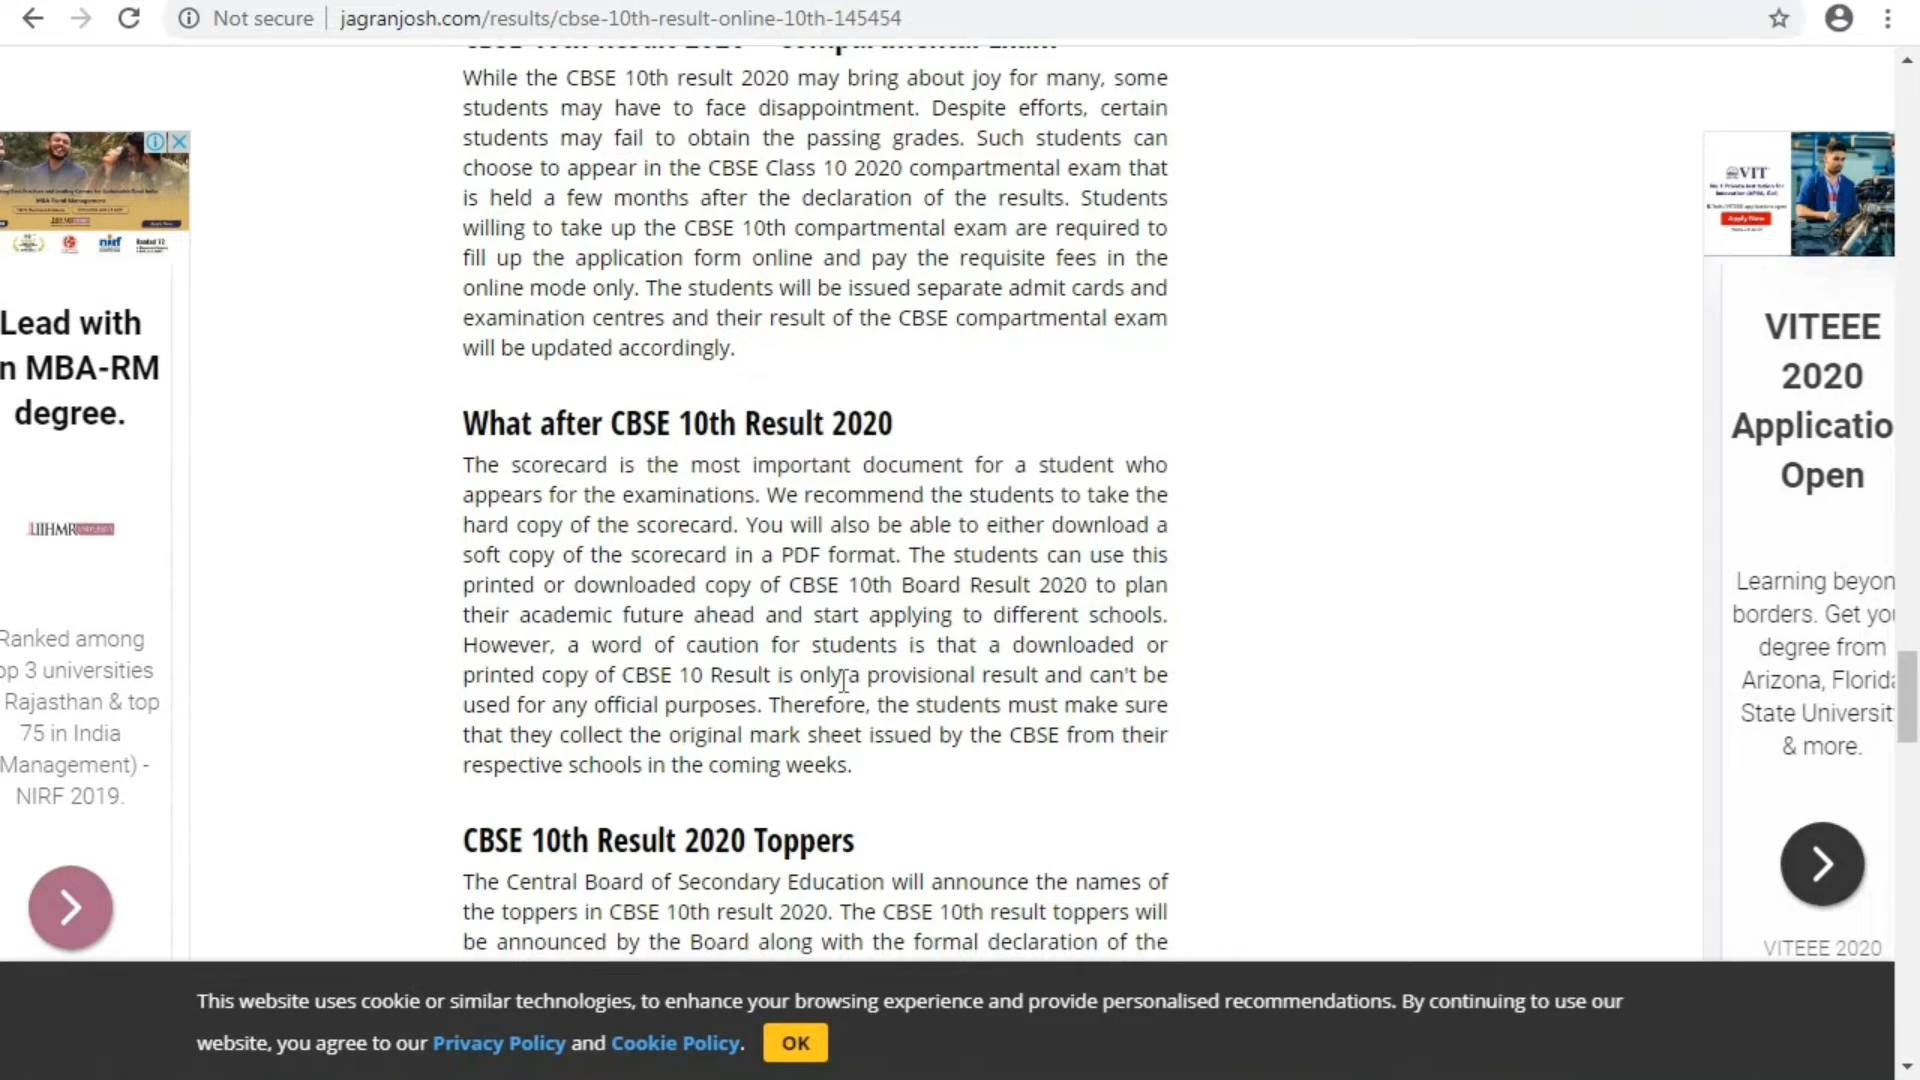 Not secure
jagranjosh.com/results/cbse-10th-result-online-10th-145454
While the CBSE 10th result 2020 may bring about joy for many, some
students may have to face disappointment. Despite efforts, certain
students may fail to obtain the passing grades. Such students can
choose to appear in the CBSE Class 10 2020 compartmental exam that
is held a few months after the declaration of the results. Students
willing to take up the CBSE 10th compartmental exam are required to
fill up the application form online and pay the requisite fees in the
online mode only. The students will be issued separate admit cards and
examination centres and their result of the CBSE compartmental exam
will be updated accordingly.
What after CBSE 10th Result 2020
The scorecard is the most important document for a student who
appears for the examinations. We recommend the students to take the
hard copy of the scorecard. You will also be able to either download a
soft copy of the scorecard in a PDF format. The students can use this
printed or downloaded copy of CBSE 10th Board Result 2020 to plan
their academic future ahead and start applying to different schools.
However, a word of caution for students is that a downloaded or
printed copy of CBSE 10 Result is only a provisional result and can't be
used for any official purposes. Therefore, the students must make sure
that they collect the original mark sheet issued by the CBSE from their
respective schools in the coming weeks.
CBSE 10th Result 2020 Toppers
The Central Board of Secondary Education will announce the names of
the toppers in CBSE 10th result 2020. The CBSE 10th result toppers will
be announced by the Board along with the formal declaration of the
MBA Rural Management
nirf
Lead with
n MBA-RM
degree.
IIHMR UNIVERSITY
Ranked among
op 3 universities
Rajasthan & top
75 in India
Management) -
NIRF 2019.
VIT
Apply Now
VITEEE
2020
Applicatio
Open
Learning beyon
borders. Get you
degree from
Arizona, Florida
State Universit
& more.
VITEEE 2020
This website uses cookie or similar technologies, to enhance your browsing experience and provide personalised recommendations. By continuing to use our
website, you agree to our Privacy Policy and Cookie Policy.
OK